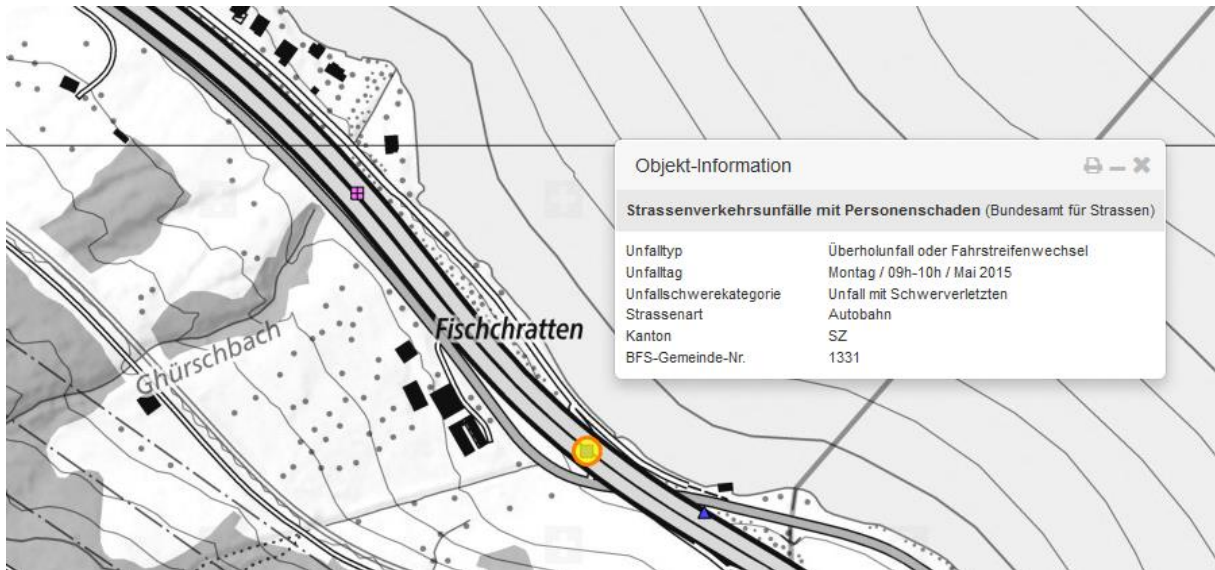 Objekt-Information
Strassenverkehrsunfälle mit Personenschaden (Bundesamt für Strassen)
Unfalltyp Überholunfall oder Fahrstreifenwechsel
Unfalltag Montag / 09h-10h / Mai 2015
Unfallschwerekategorie Unfall mit Schwerverletzten
Strassenart Autobahn
Kanton SZ
BFS-Gemeinde-Nr. 1331
Fischchratten
Ghürschbach